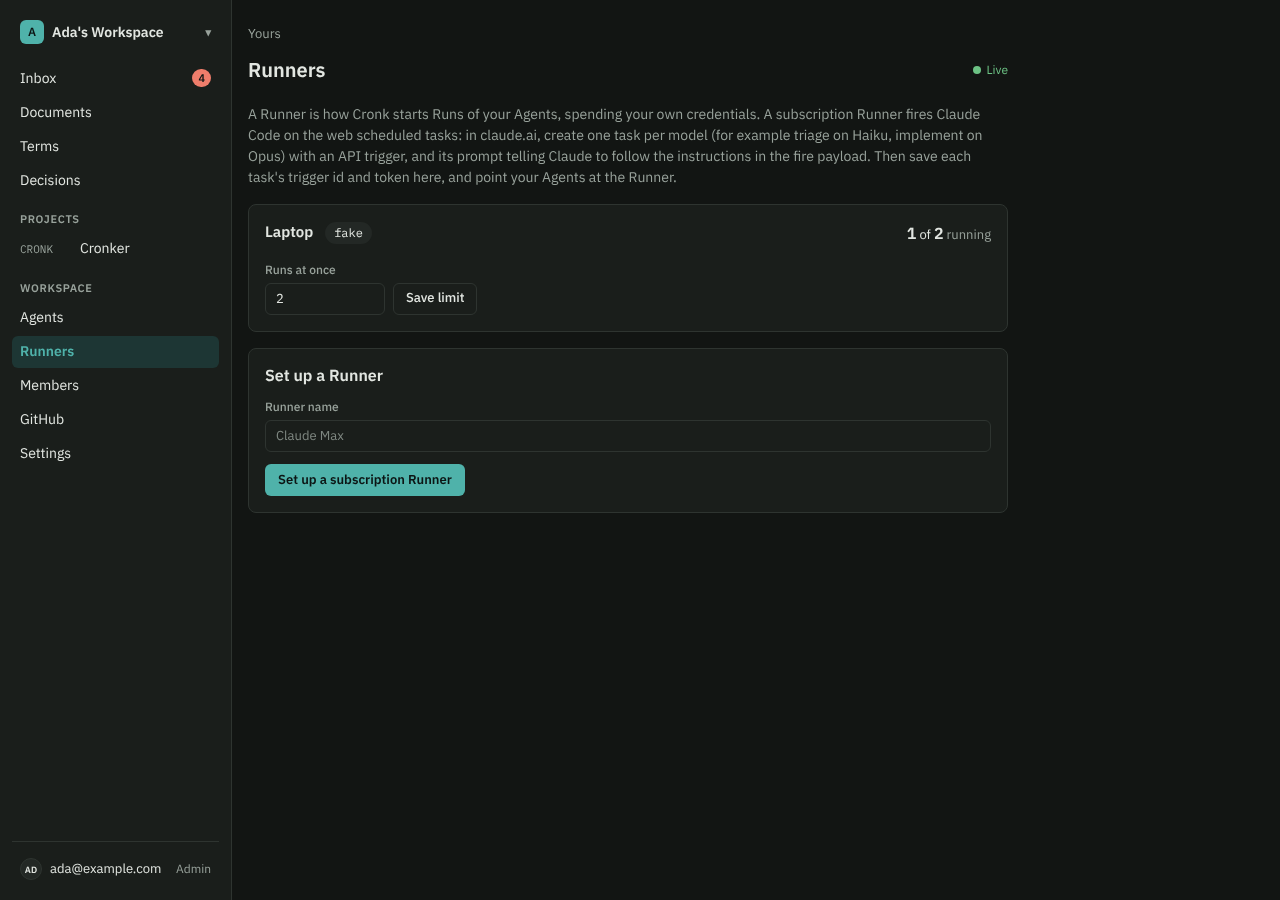 A Ada's Workspace ▾
Inbox 4
Documents
Terms
Decisions
PROJECTS
CRONK Cronker
WORKSPACE
Agents
Runners
Members
GitHub
Settings
AD ada@example.com Admin
Yours
Runners
Live
A Runner is how Cronk starts Runs of your Agents, spending your own credentials. A subscription Runner fires Claude
Code on the web scheduled tasks: in claude.ai, create one task per model (for example triage on Haiku, implement on
Opus) with an API trigger, and its prompt telling Claude to follow the instructions in the fire payload. Then save each
task's trigger id and token here, and point your Agents at the Runner.
Laptop fake
1 of 2 running
Runs at once
2 Save limit
Set up a Runner
Runner name
Claude Max
Set up a subscription Runner